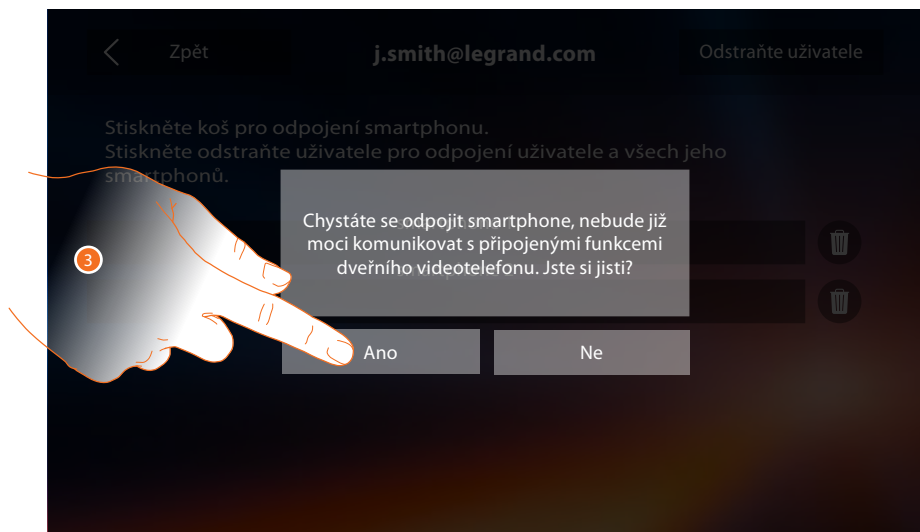 Zpět
j.smith@legrand.com
Odstraňte uživatele
Stiskněte koš pro odpojení smartphonu.
Stiskněte odstraňte uživatele pro odpojení uživatele a všech jeho
smartphonů.
Chystáte se odpojit smartphone, nebude již
moci komunikovat s připojenými funkcemi
dveřního videotelefonu. Jste si jisti?
3
Ano
Ne